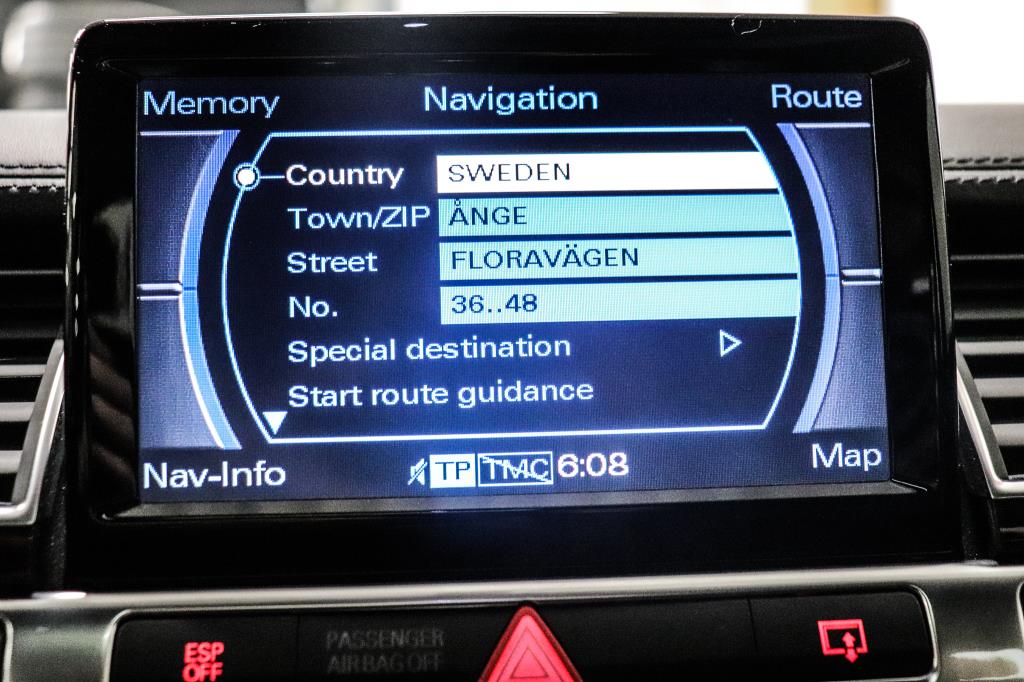 Memory Navigation Route
Country SWEDEN
Town/ZIP ÅNGE
Street FLORAVÄGEN
No. 36..48
Special destination
Start route guidance
Nav-Info TP TMC 6:08 Map
PASSENGER
AIRBAG OFF
ESP
OFF